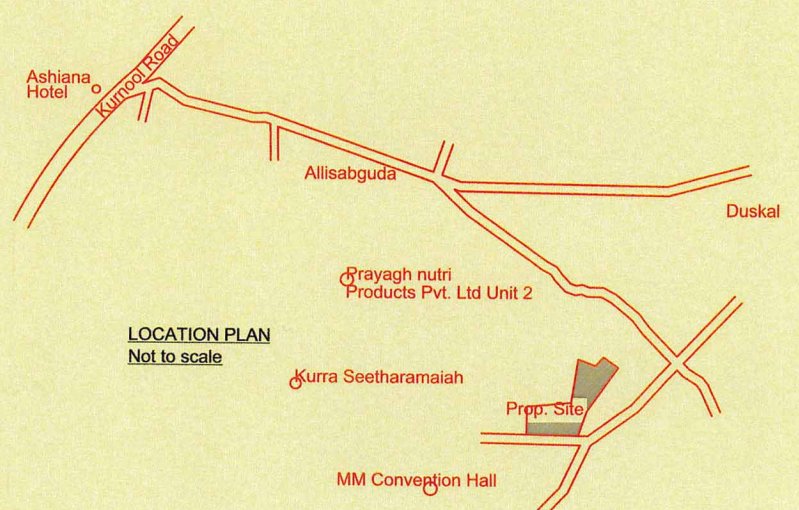 Kurnool Road
Ashiana
Hotel
Allisabguda
Duskal
Prayagh nutri
Products Pvt. Ltd Unit 2
LOCATION PLAN
Not to scale
Kurra Seetharamaiah
Prop. Site
MM Convention Hall